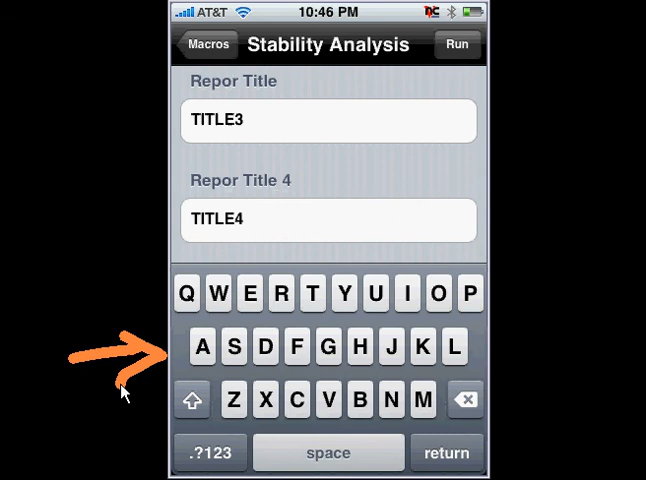 AT&T 10:46 PM
Macros Stability Analysis Run
Repor Title
TITLE3
Repor Title 4
TITLE4
Q W E R T Y U I O P
A S D F G H J K L
Z X C V B N M
.?123 space return